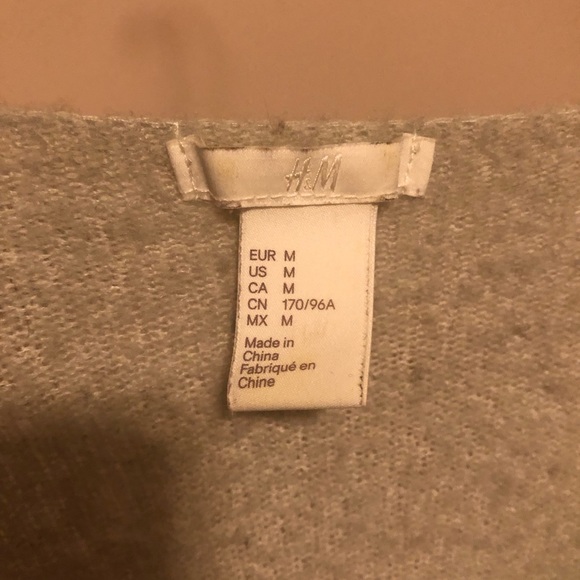 H&M
EUR M
US M
CA M
CN 170/96A
MX M
Made in
China
Fabriqué en
Chine